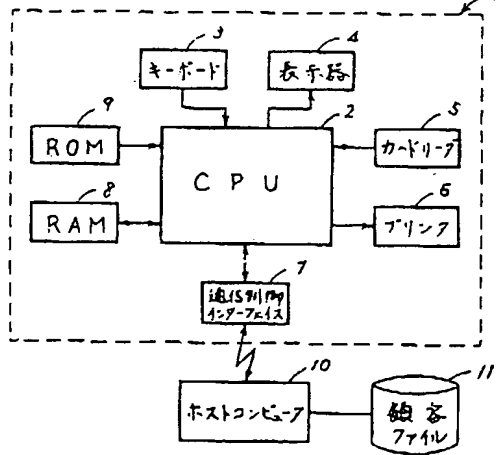 3
4
キーボード
表示器
9
2
5
ROM
CPU
カードリーダ
8
6
RAM
プリンタ
7
通信制御
インターフェイス
10
11
ホストコンピュータ
顧客
ファイル